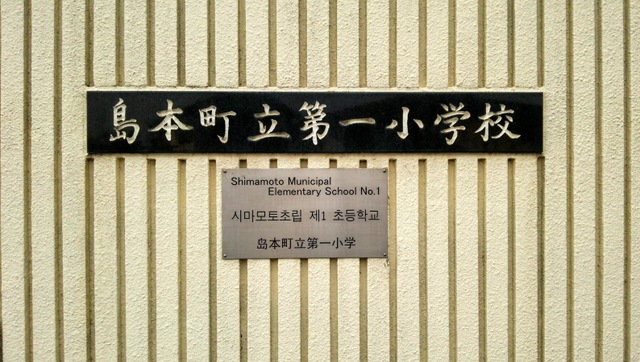 島本町立第一小学校
Shimamoto Municipal
Elementary School No.1
시마모토초립 제1 초등학교
岛本町立第一小学